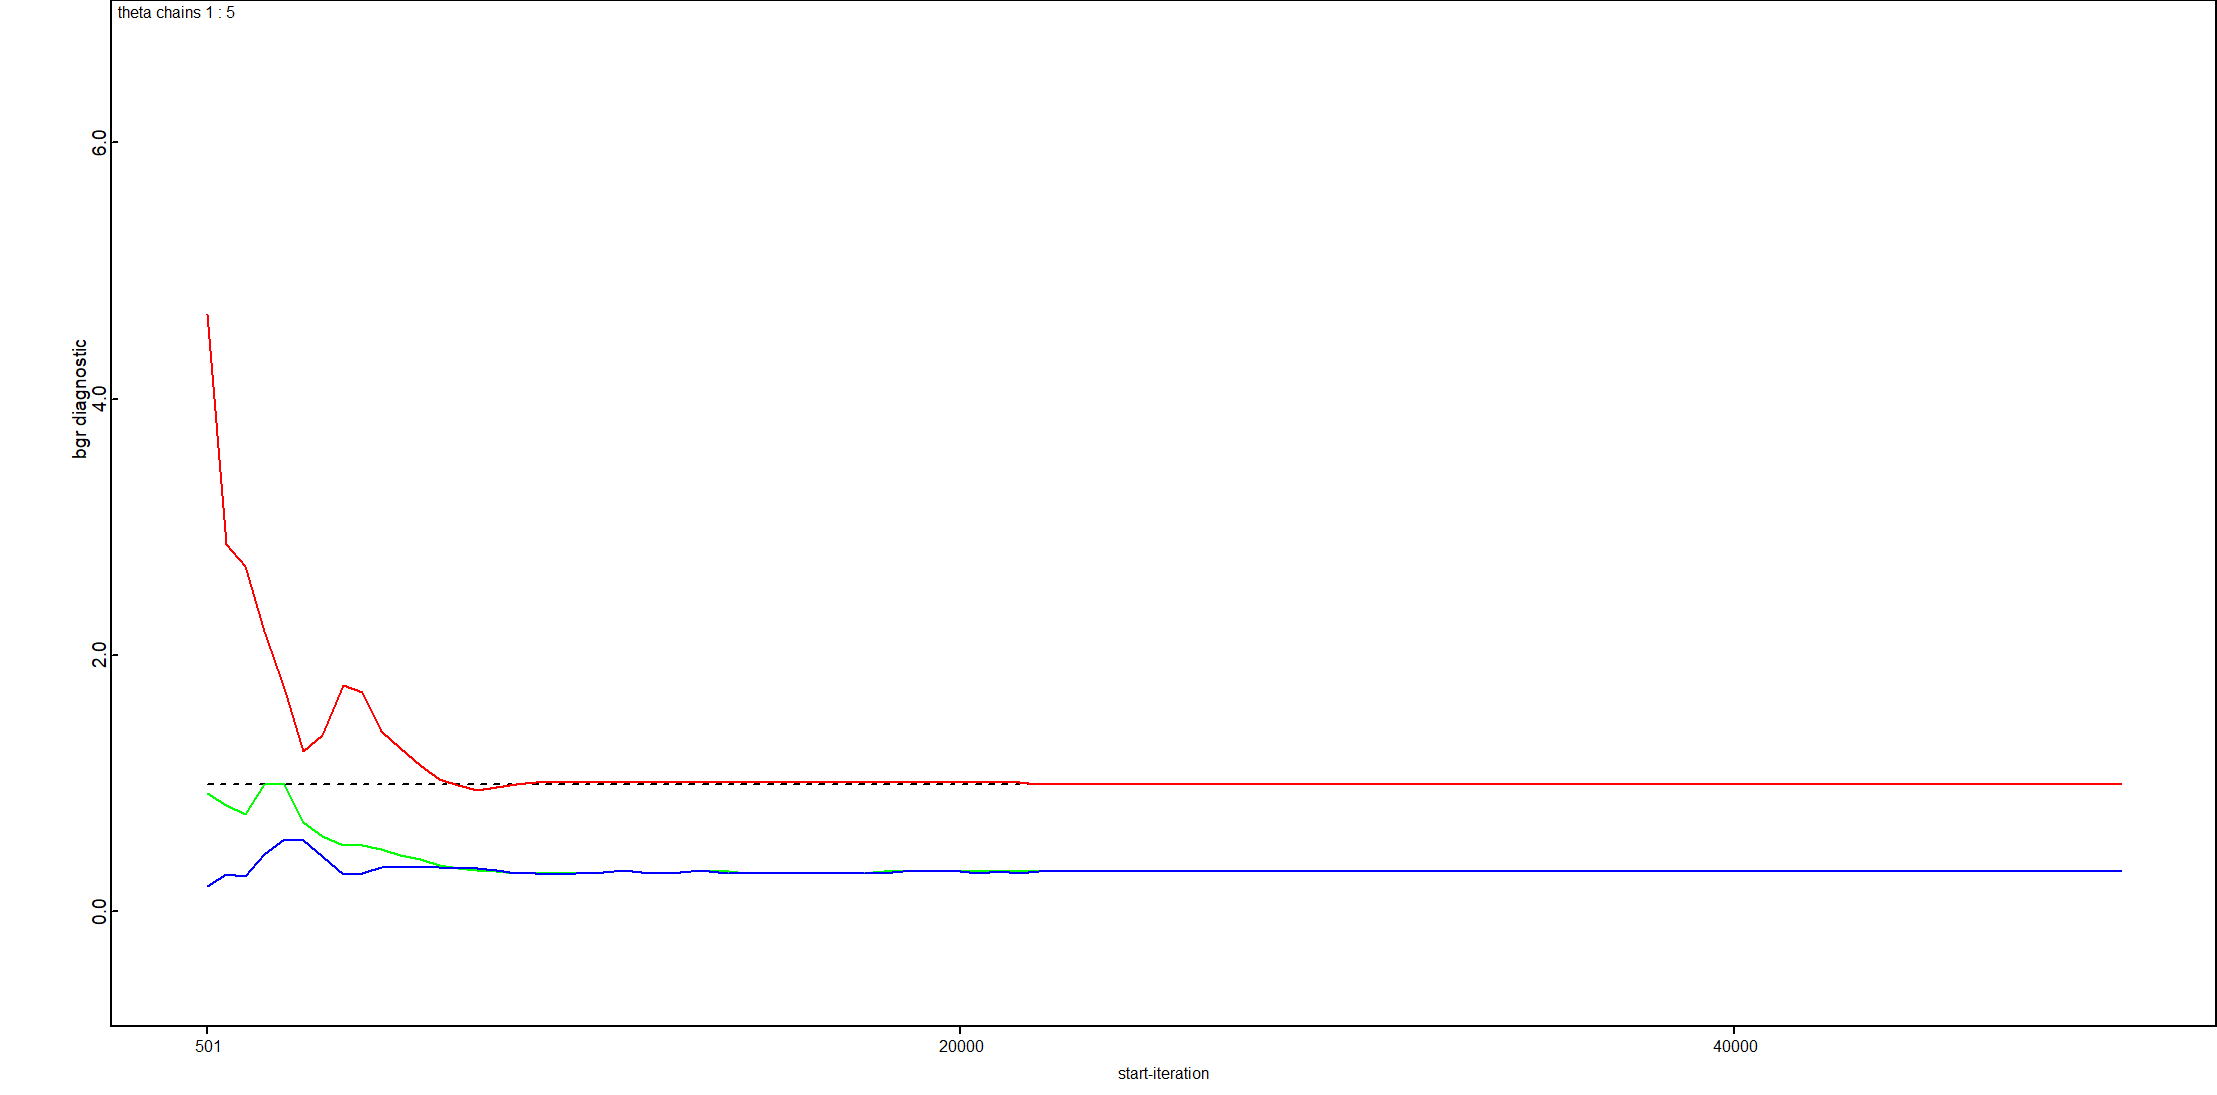 theta chains 1 : 5
6.0
4.0
2.0
0.0
bgr diagnostic
501
20000
40000
start-iteration